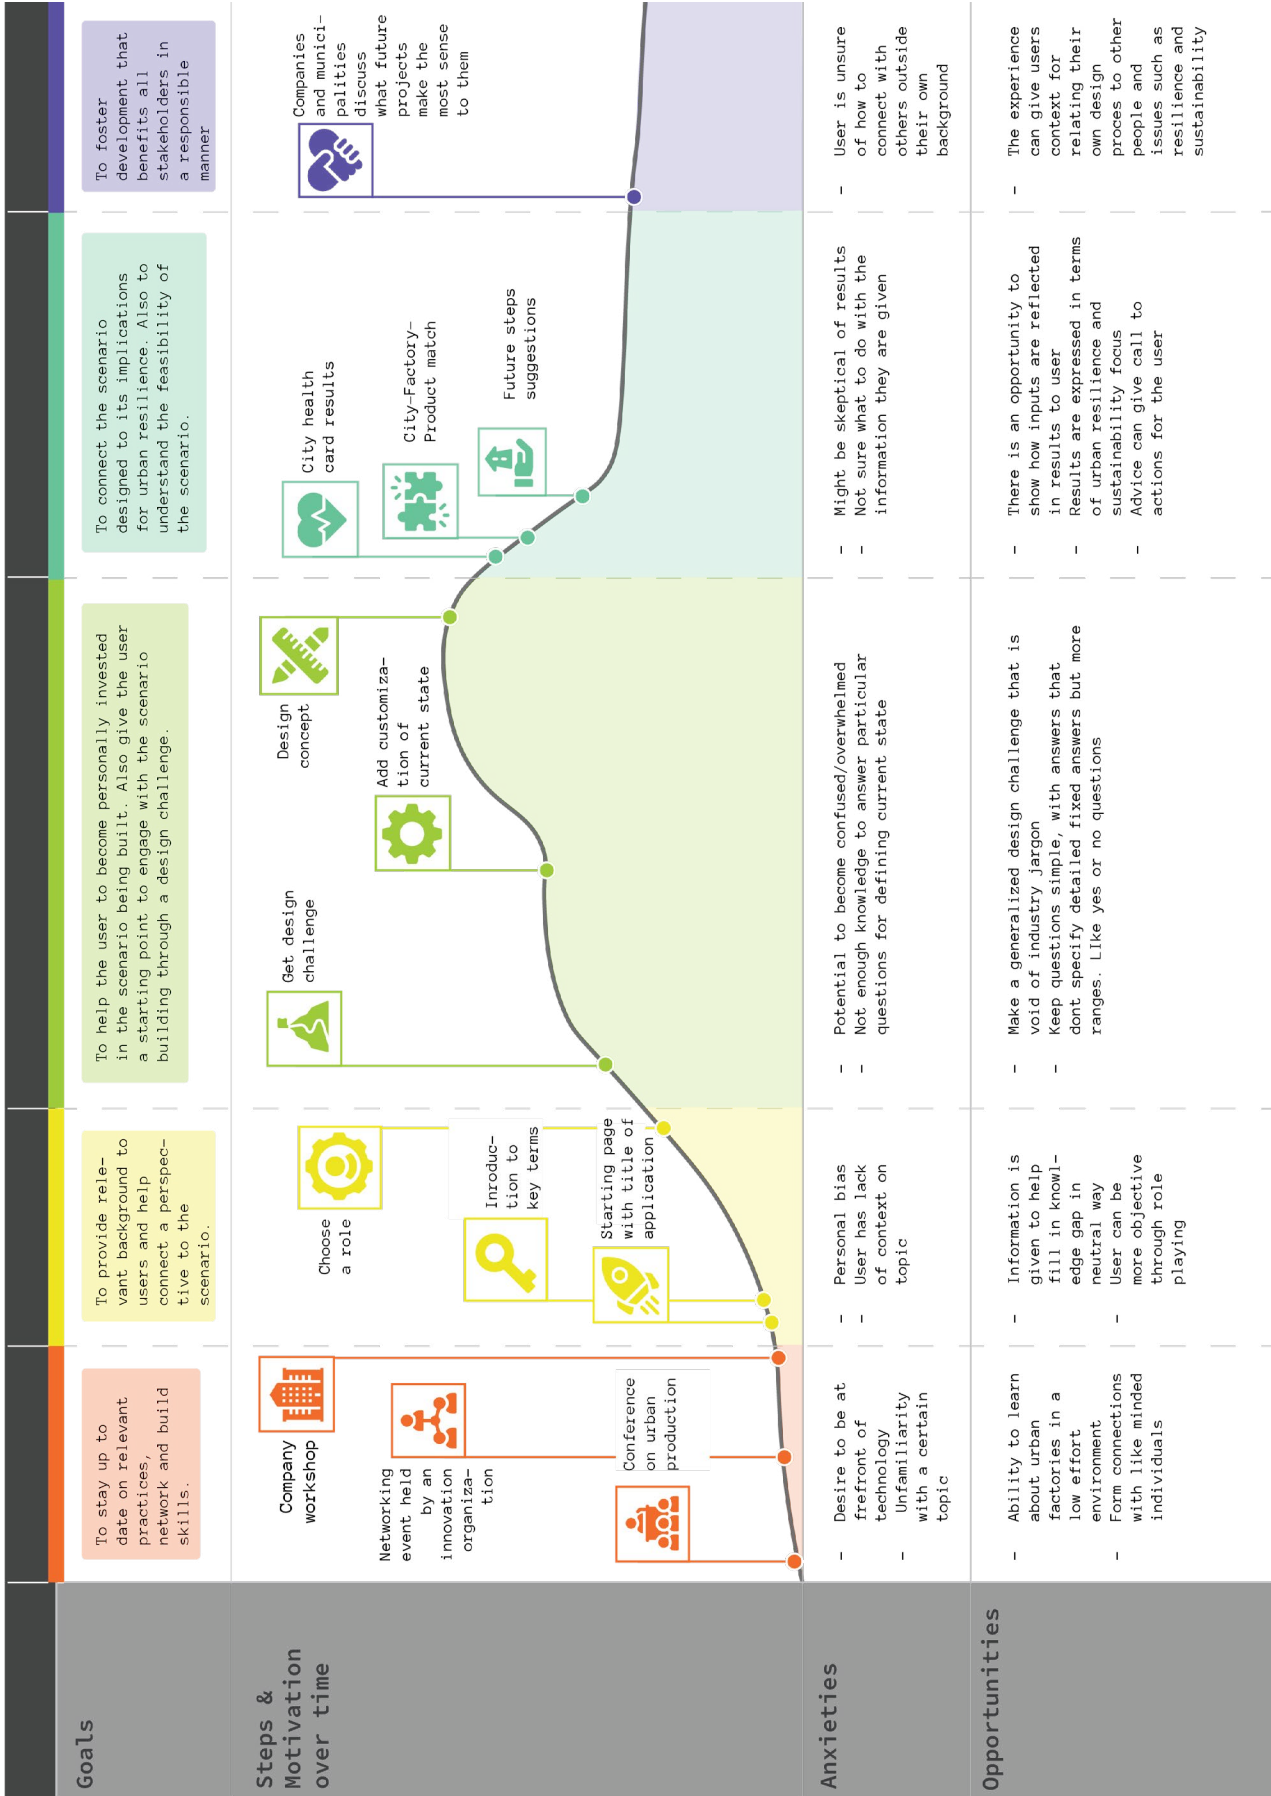 Goals
To stay up to
date on relevant
practices,
network and build
skills.
To provide rele-
vant background to
users and help
connect a perspec-
tive to the
scenario.
To help the user to become personally invested
in the scenario being built. Also give the user
a starting point to engage with the scenario
building through a design challenge.
To connect the scenario
designed to its implications
for urban resilience. Also to
understand the feasibility of
the scenario.
To foster
development that
benefits all
stakeholders in
a responsible
manner
Steps &
Motivation
over time
Company
workshop
Networking
event held
by an
innovation
organiza-
tion
Conference
on urban
production
Choose
a role
Inroduc-
tion to
key terms
Starting page
with title of
application
Get design
challenge
Add customiza-
tion of
current state
Design
concept
City health
card results
City-Factory-
Product match
Future steps
suggestions
Companies
and munici-
palities
discuss
what future
projects
make the
most sense
to them
Anxieties
- Desire to be at
frefront of
technology
- Unfamiliarity
with a certain
topic
- Personal bias
- User has lack
of context on
topic
- Potential to become confused/overwhelmed
- Not enough knowledge to answer particular
questions for defining current state
- Might be skeptical of results
- Not sure what to do with the
information they are given
- User is unsure
of how to
connect with
others outside
their own
background
Opportunities
- Ability to learn
about urban
factories in a
low effort
environment
- Form connections
with like minded
individuals
- Information is
given to help
fill in knowl-
edge gap in
neutral way
- User can be
more objective
through role
playing
- Make a generalized design challenge that is
void of industry jargon
- Keep questions simple, with answers that
dont specify detailed fixed answers but more
ranges. LIke yes or no questions
- There is an opportunity to
show how inputs are reflected
in results to user
- Results are expressed in terms
of urban resilience and
sustainability focus
- Advice can give call to
actions for the user
- The experience
can give users
context for
relating their
own design
proces to other
people and
issues such as
resilience and
sustainability